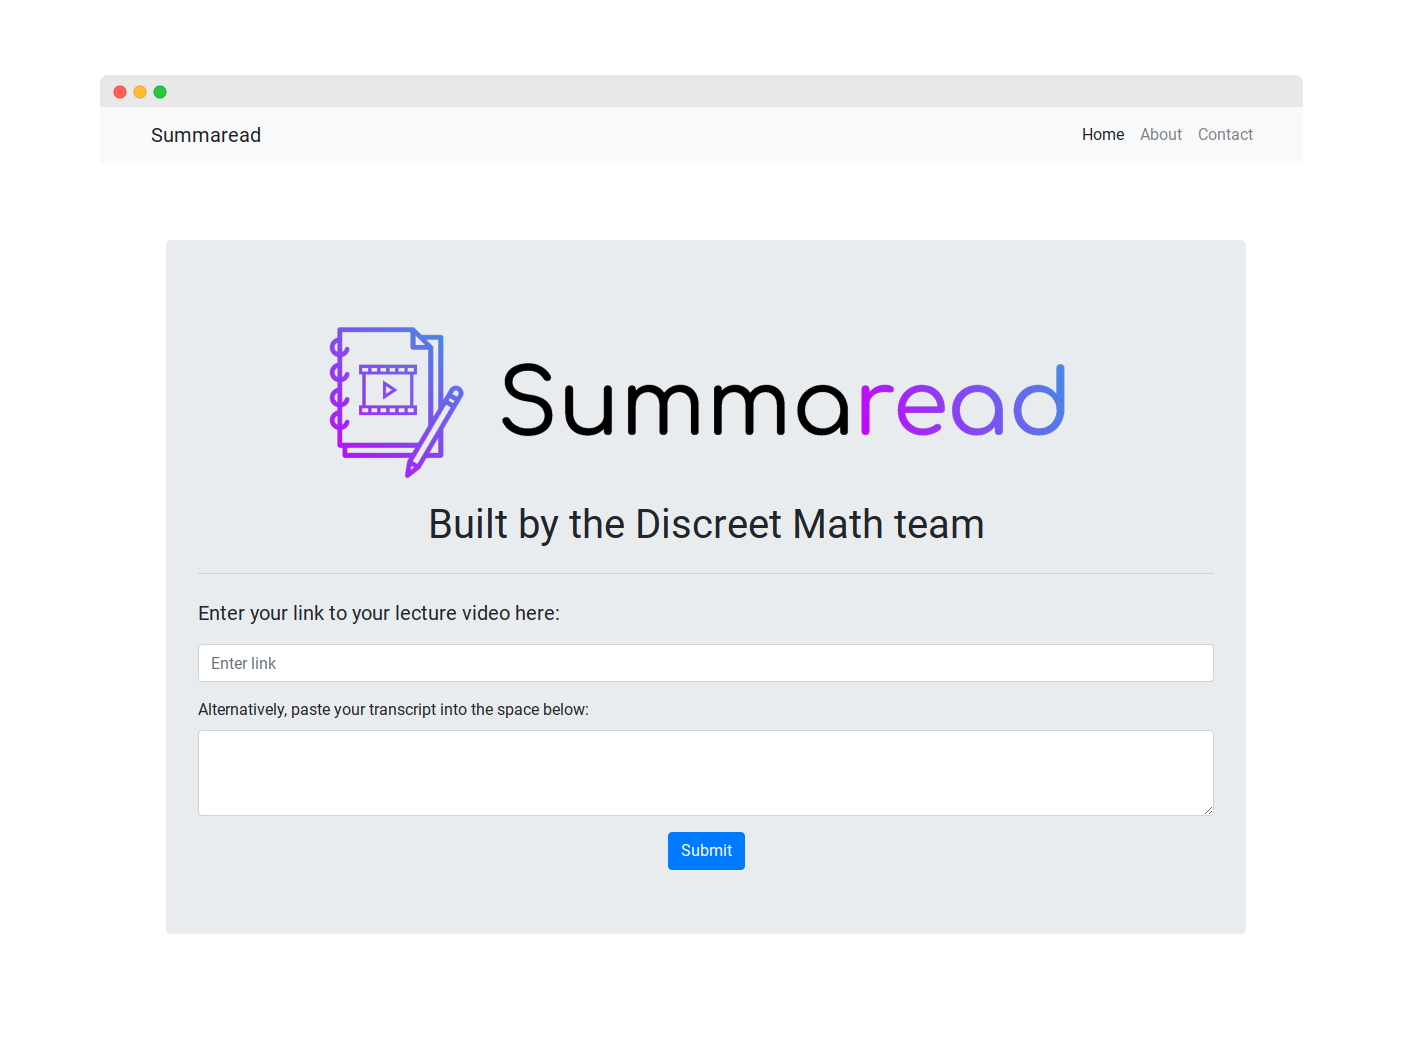 Summaread
Home About Contact
Summaread
Built by the Discreet Math team
Enter your link to your lecture video here:
Enter link
Alternatively, paste your transcript into the space below:
Submit